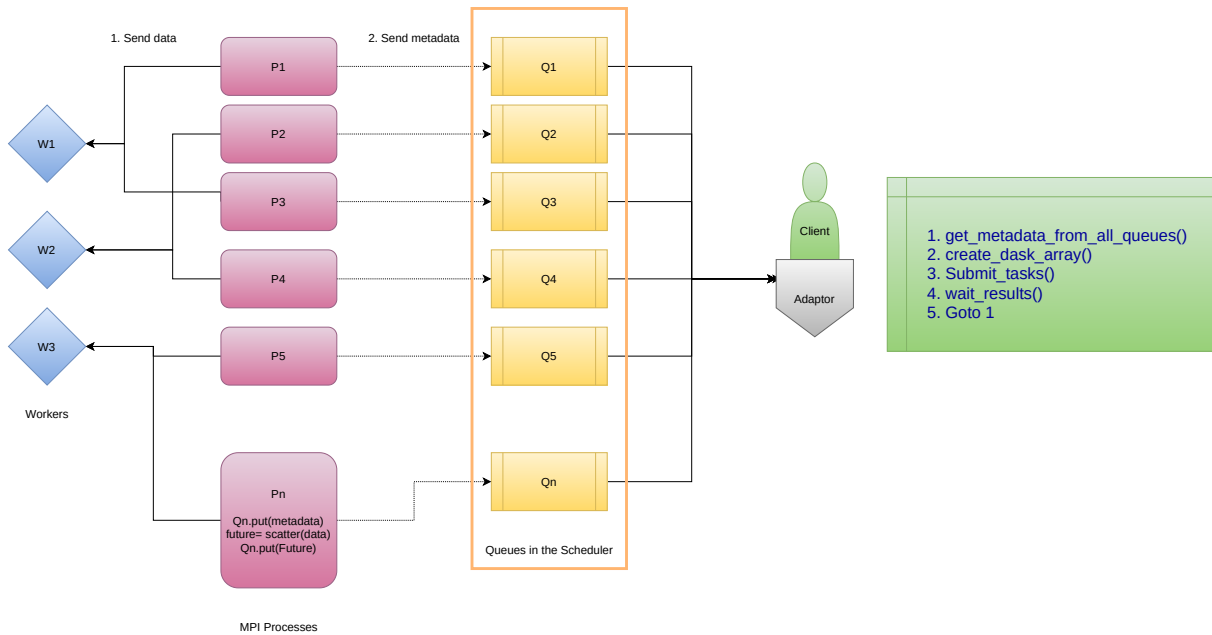 1. Send data
2. Send metadata
P1
Q1
W1
P2
Q2
P3
Q3
Client
W2
P4
Q4
Adaptor
1. get_metadata_from_all_queues()
2. create_dask_array()
3. Submit_tasks()
4. wait_results()
5. Goto 1
W3
P5
Q5
Workers
Pn
Qn.put(metadata)
future= scatter(data)
Qn.put(Future)
Qn
Queues in the Scheduler
MPI Processes